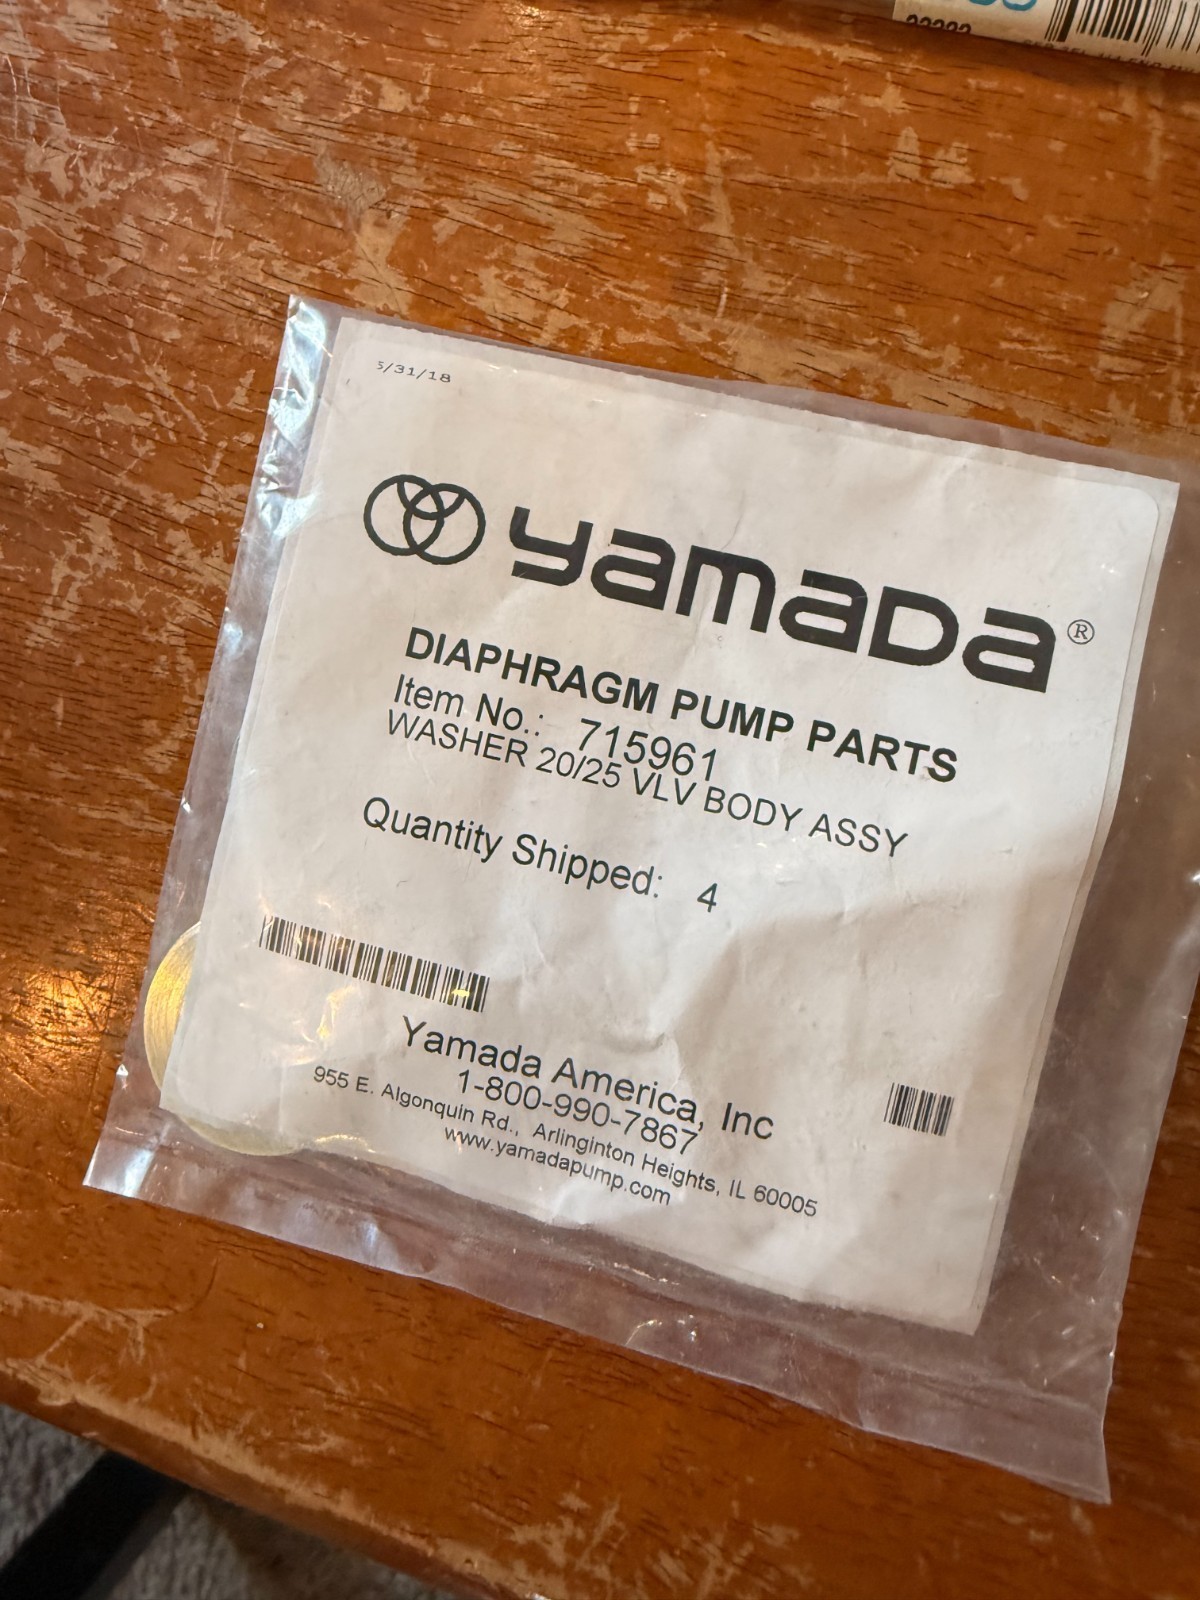 5/31/18
yamada®
DIAPHRAGM PUMP PARTS
Item No.: 715961
WASHER 20/25 VLV BODY ASSY
Quantity Shipped: 4
Yamada America, Inc
1-800-990-7867
955 E. Algonquin Rd., Arlinginton Heights, IL 60005
www.yamadapump.com